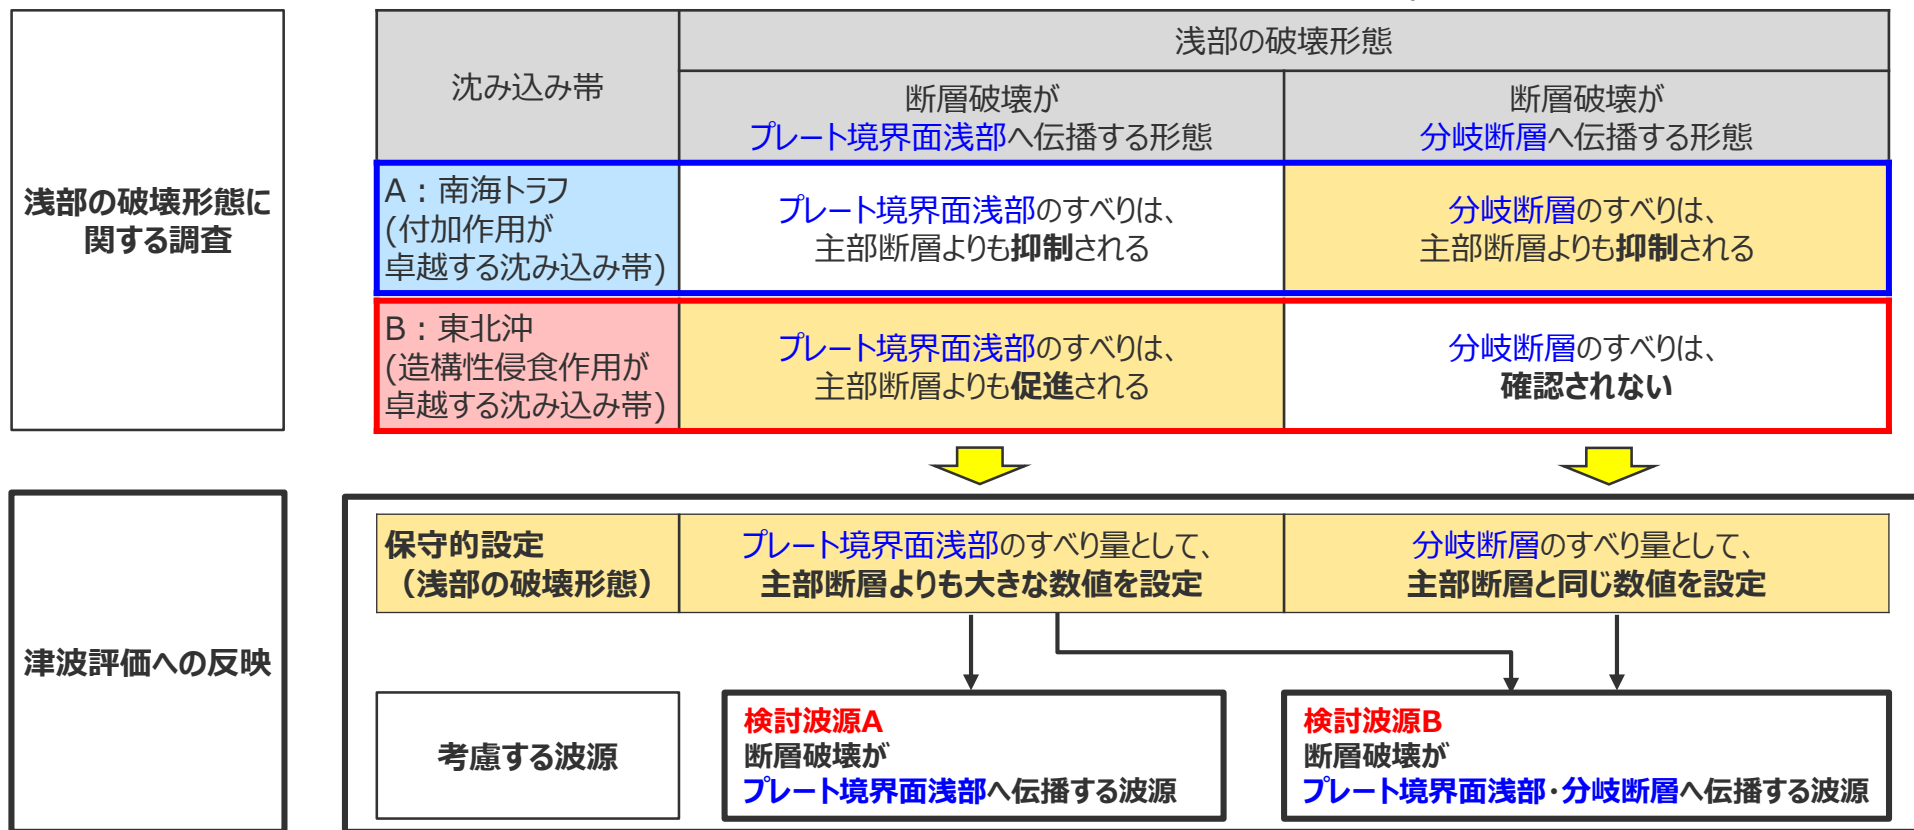 浅部の破壊形態に
関する調査
沈み込み帯
浅部の破壊形態
断層破壊が
プレート境界面浅部へ伝播する形態
断層破壊が
分岐断層へ伝播する形態
A：南海トラフ
(付加作用が
卓越する沈み込み帯)
プレート境界面浅部のすべりは、
主部断層よりも抑制される
分岐断層のすべりは、
主部断層よりも抑制される
B：東北沖
(造構性侵食作用が
卓越する沈み込み帯)
プレート境界面浅部のすべりは、
主部断層よりも促進される
分岐断層のすべりは、
確認されない
津波評価への反映
保守的設定
（浅部の破壊形態）
プレート境界面浅部のすべり量として、
主部断層よりも大きな数値を設定
分岐断層のすべり量として、
主部断層と同じ数値を設定
考慮する波源
検討波源A
断層破壊が
プレート境界面浅部へ伝播する波源
検討波源B
断層破壊が
プレート境界面浅部・分岐断層へ伝播する波源